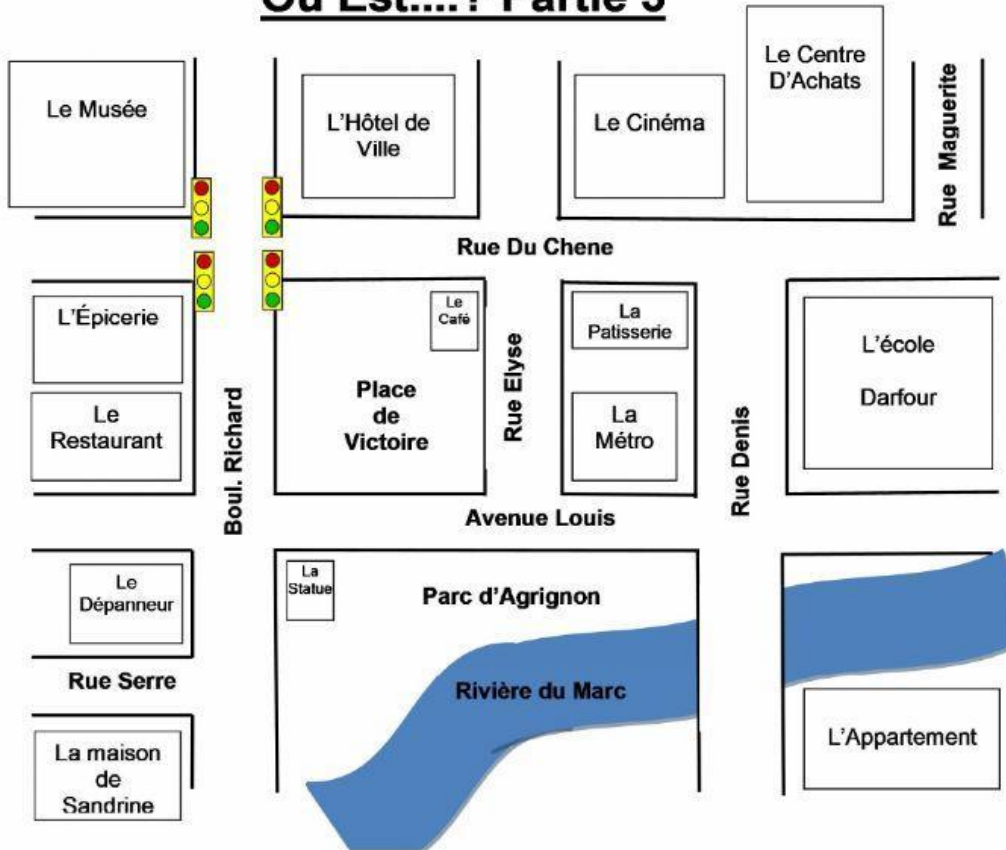 Où Est....? Partie 3
Le Musée
L'Hôtel de
Ville
Le Cinéma
Le Centre
D'Achats
Rue Maguerite
Rue Du Chene
L'Épicerie
Le
Restaurant
Boul. Richard
Le
Café
Place
de
Victoire
Rue Elyse
La
Patisserie
La
Métro
Rue Denis
L'école
Darfour
Avenue Louis
Le
Dépanneur
La
Statue
Parc d'Agrignon
Rue Serre
Rivière du Marc
La maison
de
Sandrine
L'Appartement